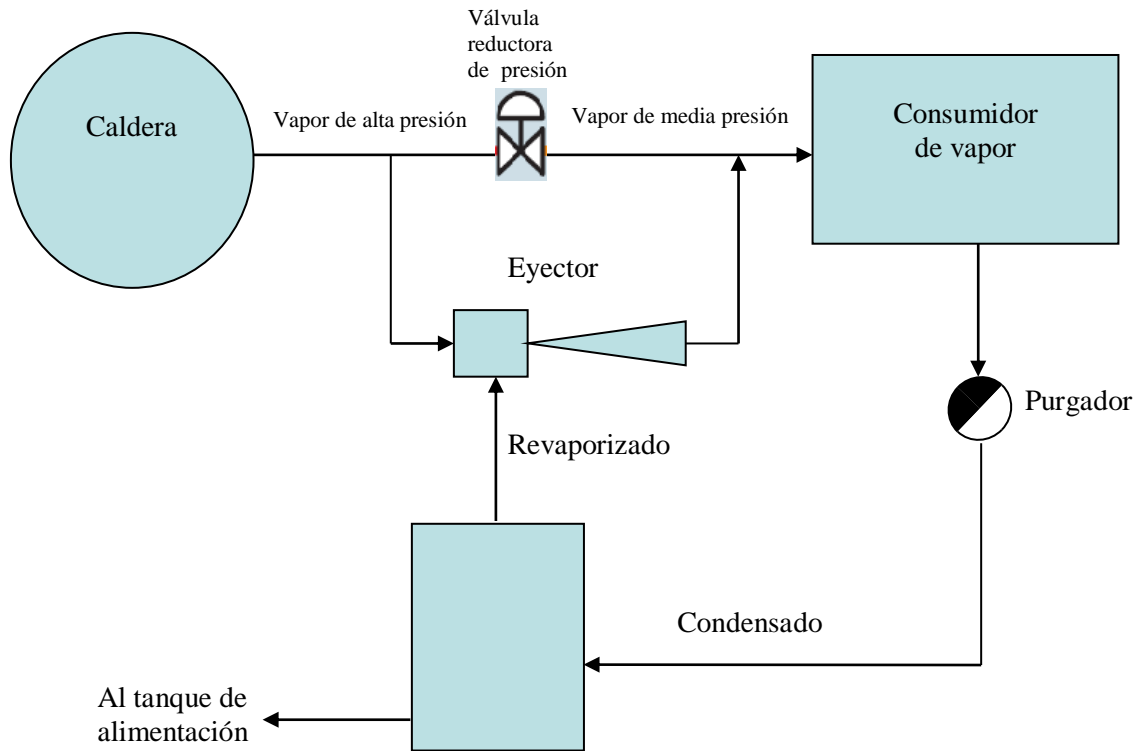 Válvula
reductora
de presión
Caldera
Vapor de alta presión
Vapor de media presión
Consumidor
de vapor
Eyector
Purgador
Revaporizado
Condensado
Al tanque de
alimentación